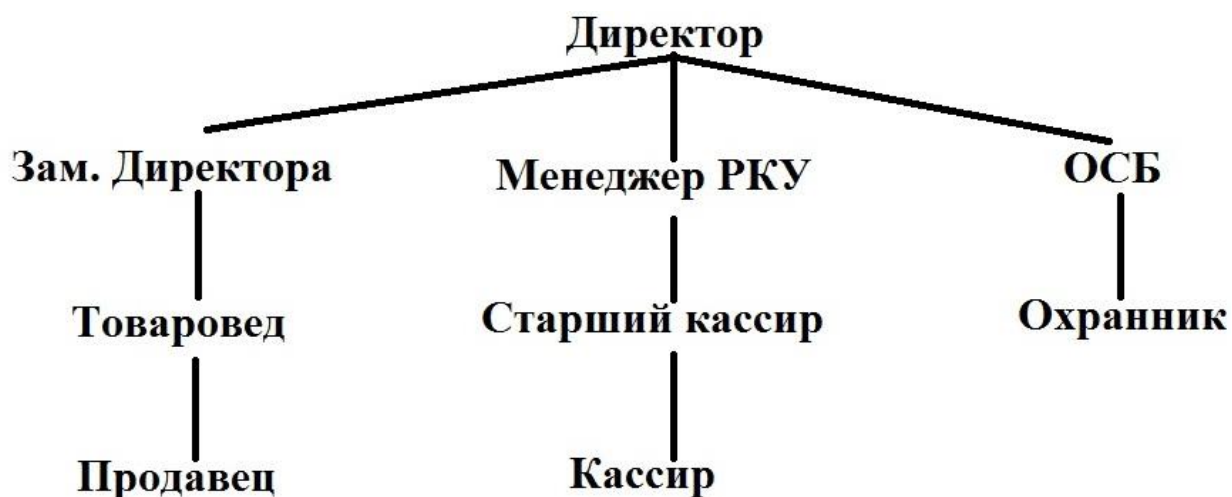 Директор
Зам. Директора
Менеджер РКУ
ОСБ
Товаровед
Старший кассир
Охранник
Продавец
Кассир